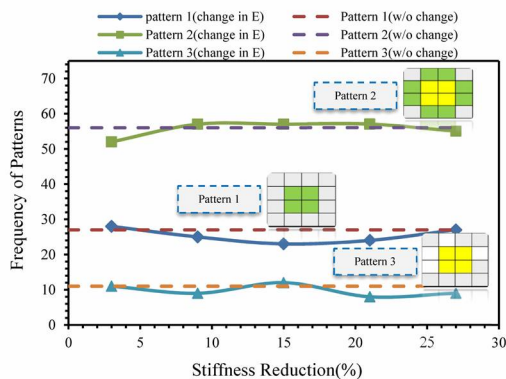 pattern 1(change in E)
Pattern 1(w/o change)
Pattern 2(change in E)
Pattern 2(w/o change)
Pattern 3(change in E)
Pattern 3(w/o change)
70
60
50
40
30
20
10
0
Frequency of Patterns
Pattern 2
Pattern 1
Pattern 3
0
5
10
15
20
25
30
Stiffness Reduction(%)